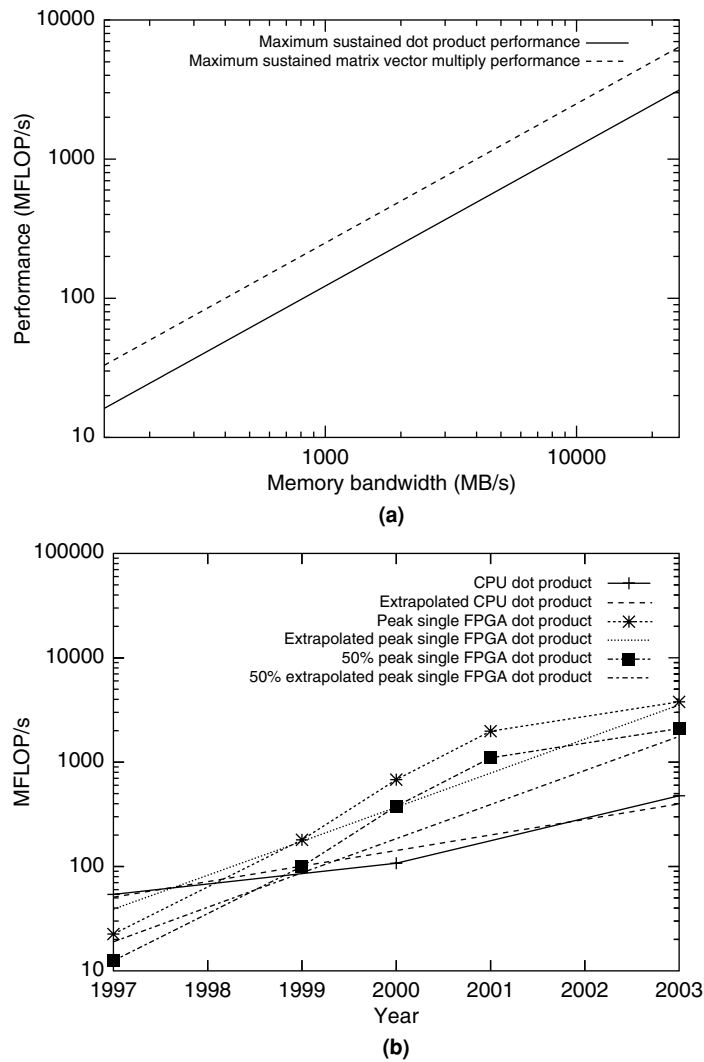 10000
Maximum sustained dot product performance
Maximum sustained matrix vector multiply performance
1000
100
10
Performance (MFLOP/s)
1000
10000
Memory bandwidth (MB/s)
(a)
100000
CPU dot product
Extrapolated CPU dot product
Peak single FPGA dot product
Extrapolated peak single FPGA dot product
50% peak single FPGA dot product
50% extrapolated peak single FPGA dot product
10000
1000
100
10
MFLOP/s
1997
1998
1999
2000
2001
2002
2003
Year
(b)